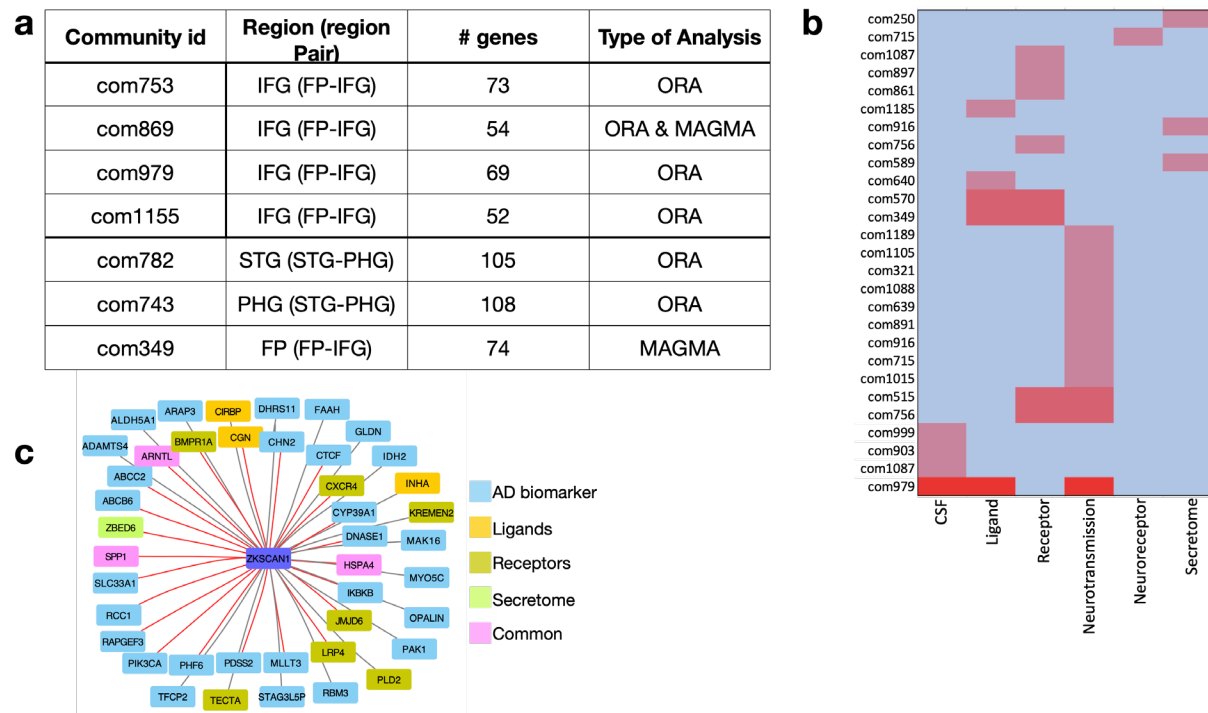 a
Community id Region (region Pair) # genes Type of Analysis
com753 IFG (FP-IFG) 73 ORA
com869 IFG (FP-IFG) 54 ORA & MAGMA
com979 IFG (FP-IFG) 69 ORA
com1155 IFG (FP-IFG) 52 ORA
com782 STG (STG-PHG) 105 ORA
com743 PHG (STG-PHG) 108 ORA
com349 FP (FP-IFG) 74 MAGMA
b
com250
com715
com1087
com897
com861
com1185
com916
com756
com589
com640
com570
com349
com1189
com1105
com321
com1088
com639
com891
com916
com715
com1015
com515
com756
com999
com903
com1087
com979
CSF
Ligand
Receptor
Neurotransmission
Neuroreceptor
Secretome
c
ALDH5A1
ARAP3
CIRBP
DHRS11
FAAH
ADAMTS4
BMPR1A
CGN
CHN2
GLDN
ARNTL
CTCF
IDH2
ABCC2
CXCR4
INHA
ABCB6
CYP39A1
KREMEN2
ZBED6
DNASE1
MAK16
SPP1
ZKSCAN1
HSPA4
SLC33A1
MYO5C
IKBKB
RCC1
OPALIN
JMJD6
RAPGEF3
PAK1
PIK3CA
PHF6
PDSS2
MLLT3
LRP4
PLD2
TFCP2
TECTA
STAG3L5P
RBM3
AD biomarker
Ligands
Receptors
Secretome
Common